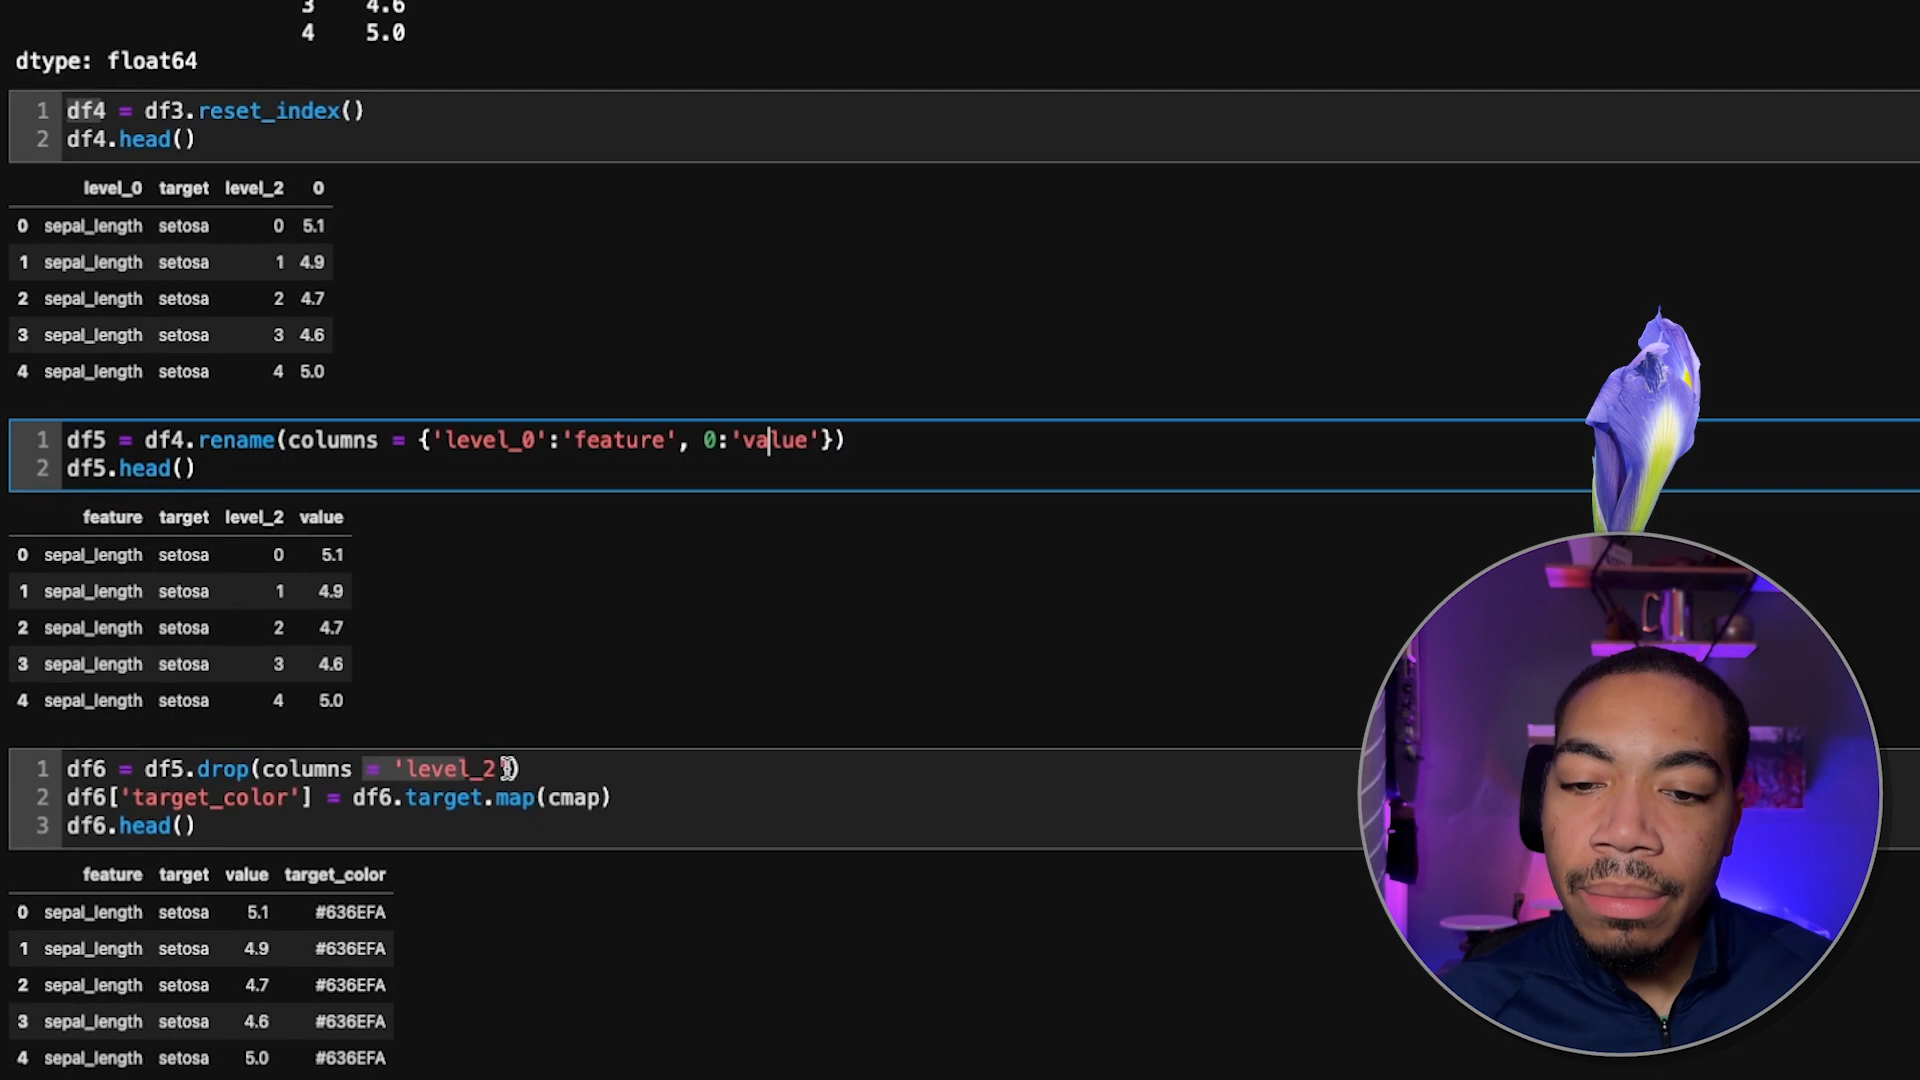 3 4.6
4 5.0
dtype: float64
1 df4 = df3.reset_index()
2 df4.head()
level_0 target level_2 0
0 sepal_length setosa 0 5.1
1 sepal_length setosa 1 4.9
2 sepal_length setosa 2 4.7
3 sepal_length setosa 3 4.6
4 sepal_length setosa 4 5.0
1 df5 = df4.rename(columns = {'level_0':'feature', 0:'value'})
2 df5.head()
feature target level_2 value
0 sepal_length setosa 0 5.1
1 sepal_length setosa 1 4.9
2 sepal_length setosa 2 4.7
3 sepal_length setosa 3 4.6
4 sepal_length setosa 4 5.0
1 df6 = df5.drop(columns = 'level_2')
2 df6['target_color'] = df6.target.map(cmap)
3 df6.head()
feature target value target_color
0 sepal_length setosa 5.1 #636EFA
1 sepal_length setosa 4.9 #636EFA
2 sepal_length setosa 4.7 #636EFA
3 sepal_length setosa 4.6 #636EFA
4 sepal_length setosa 5.0 #636EFA